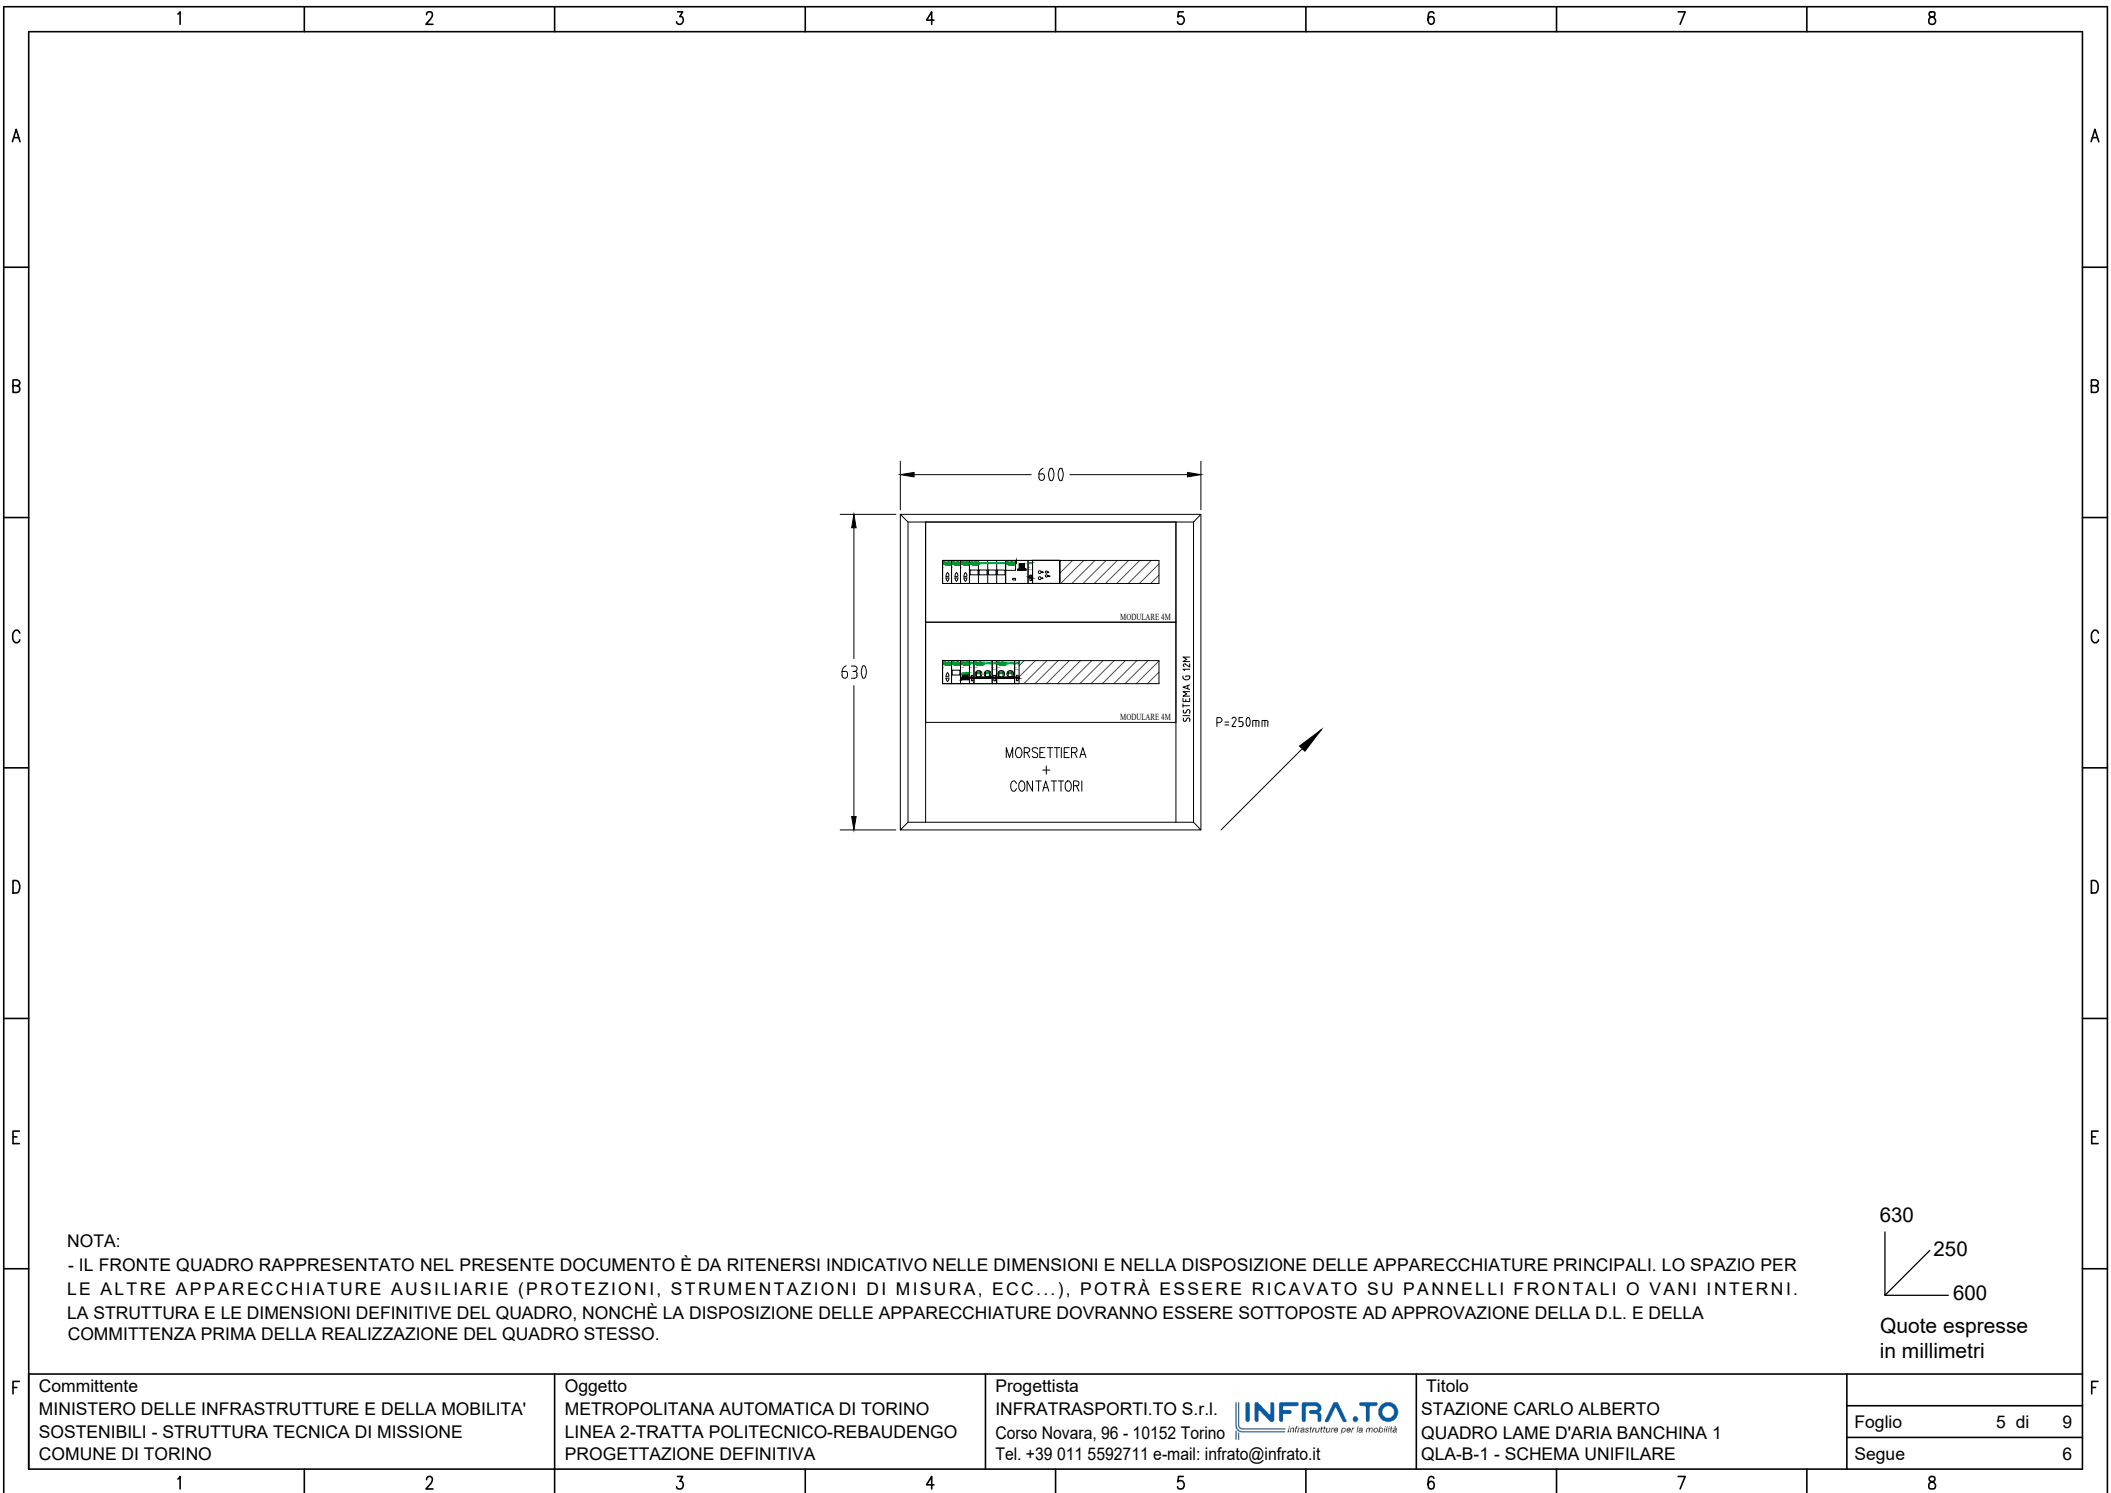 1 2 3 4 5 6 7 8
A A
B B
600
C C
MODULARE 4M
630
SISTEMA G 12M
MODULARE 4M
P=250mm
MORSETTIERA
+
CONTATTORI
D D
E E
630
250
600
Quote espresse
in millimetri
NOTA:
- IL FRONTE QUADRO RAPPRESENTATO NEL PRESENTE DOCUMENTO È DA RITENERSI INDICATIVO NELLE DIMENSIONI E NELLA DISPOSIZIONE DELLE APPARECCHIATURE PRINCIPALI. LO SPAZIO PER
LE ALTRE APPARECCHIATURE AUSILIARIE (PROTEZIONI, STRUMENTAZIONI DI MISURA, ECC...), POTRÀ ESSERE RICAVATO SU PANNELLI FRONTALI O VANI INTERNI.
LA STRUTTURA E LE DIMENSIONI DEFINITIVE DEL QUADRO, NONCHÈ LA DISPOSIZIONE DELLE APPARECCHIATURE DOVRANNO ESSERE SOTTOPOSTE AD APPROVAZIONE DELLA D.L. E DELLA
COMMITTENZA PRIMA DELLA REALIZZAZIONE DEL QUADRO STESSO.
F F
Committente
MINISTERO DELLE INFRASTRUTTURE E DELLA MOBILITA'
SOSTENIBILI - STRUTTURA TECNICA DI MISSIONE
COMUNE DI TORINO
Oggetto
METROPOLITANA AUTOMATICA DI TORINO
LINEA 2-TRATTA POLITECNICO-REBAUDENGO
PROGETTAZIONE DEFINITIVA
Progettista
INFRATRASPORTI.TO S.r.l.
Corso Novara, 96 - 10152 Torino
Tel. +39 011 5592711 e-mail: infrato@infrato.it
INFRA.TO
infrastrutture per la mobilità
Titolo
STAZIONE CARLO ALBERTO
QUADRO LAME D'ARIA BANCHINA 1
QLA-B-1 - SCHEMA UNIFILARE
Foglio 5 di 9
Segue 6
1 2 3 4 5 6 7 8